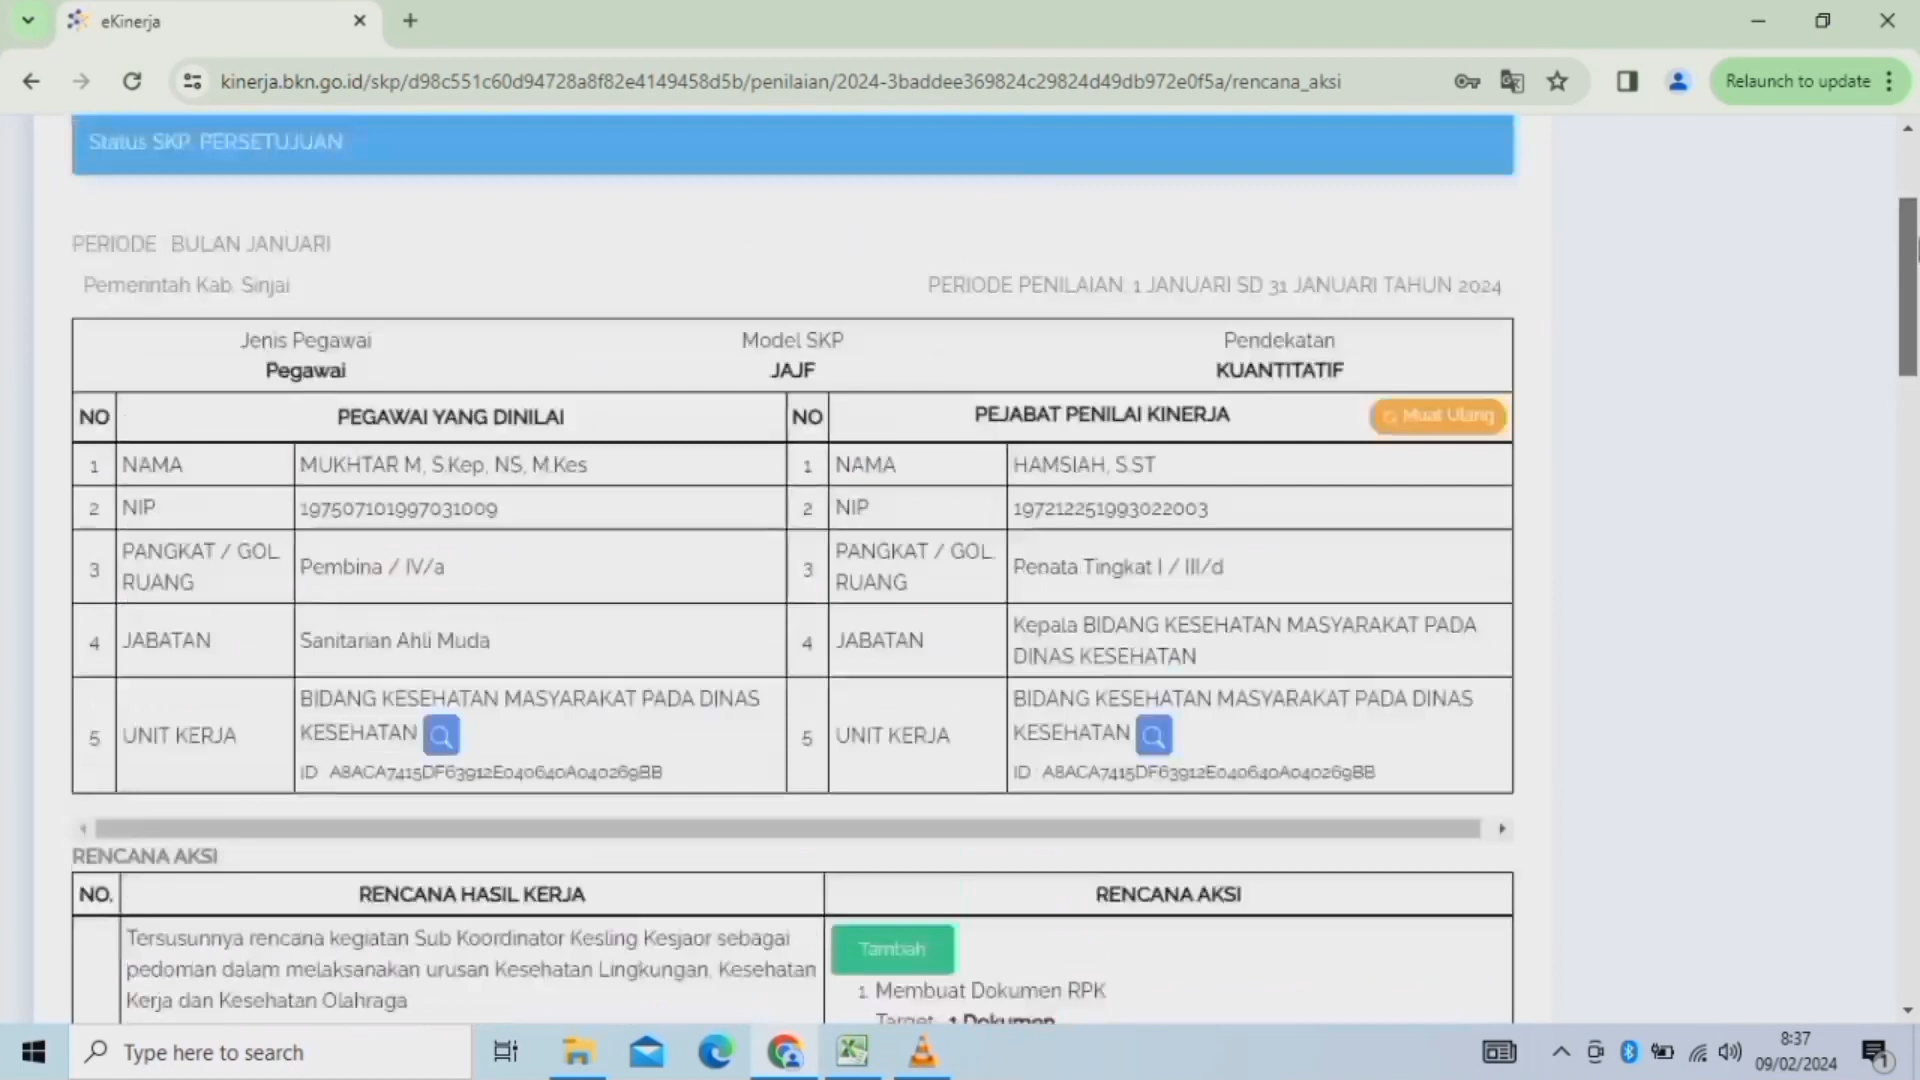 eKinerja
kinerja.bkn.go.id/skp/d98c551c60d94728a8f82e4149458d5b/penilaian/2024-3baddee369824c29824d49db972e0f5a/rencana_aksi
Relaunch to update
Status SKP PERSETUJUAN
PERIODE BULAN JANUARI
Pemerintah Kab. Sinjai
PERIODE PENILAIAN: 1 JANUARI SD 31 JANUARI TAHUN 2024
Jenis Pegawai
Pegawai
Model SKP
JAJF
Pendekatan
KUANTITATIF
NO PEGAWAI YANG DINILAI NO PEJABAT PENILAI KINERJA Muat Ulang
1 NAMA MUKHTAR M, S.Kep, NS, M.Kes 1 NAMA HAMSIAH, S.ST
2 NIP 197507101997031009 2 NIP 197212251993022003
3 PANGKAT / GOL. RUANG Pembina / IV/a 3 PANGKAT / GOL. RUANG Penata Tingkat I / III/d
4 JABATAN Sanitarian Ahli Muda 4 JABATAN Kepala BIDANG KESEHATAN MASYARAKAT PADA
DINAS KESEHATAN
5 UNIT KERJA BIDANG KESEHATAN MASYARAKAT PADA DINAS
KESEHATAN
ID A8ACA7415DF63912E040640A040269BB
5 UNIT KERJA BIDANG KESEHATAN MASYARAKAT PADA DINAS
KESEHATAN
ID A8ACA7415DF63912E040640A040269BB
RENCANA AKSI
NO. RENCANA HASIL KERJA RENCANA AKSI
Tersusunnya rencana kegiatan Sub Koordinator Kesling Kesjaor sebagai
pedoman dalam melaksanakan urusan Kesehatan Lingkungan, Kesehatan
Kerja dan Kesehatan Olahraga
Tambah
1. Membuat Dokumen RPK
Target 1 Dokumen
Type here to search
8:37
09/02/2024
1